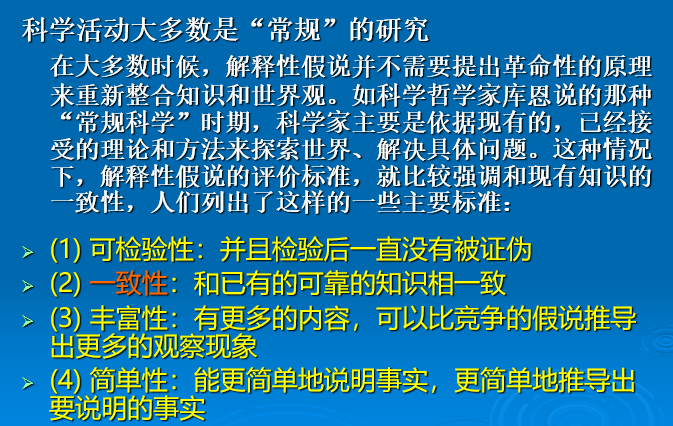 科学活动大多数是“常规”的研究
在大多数时候，解释性假说并不需要提出革命性的原理
来重新整合知识和世界观。如科学哲学家库恩说的那种
“常规科学”时期，科学家主要是依据现有的，已经接
受的理论和方法来探索世界、解决具体问题。这种情况
下，解释性假说的评价标准，就比较强调和现有知识的
一致性，人们列出了这样的一些主要标准：
(1) 可检验性：并且检验后一直没有被证伪
(2) 一致性：和已有的可靠的知识相一致
(3) 丰富性：有更多的内容，可以比竞争的假说推导
出更多的观察现象
(4) 简单性：能更简单地说明事实，更简单地推导出
要说明的事实